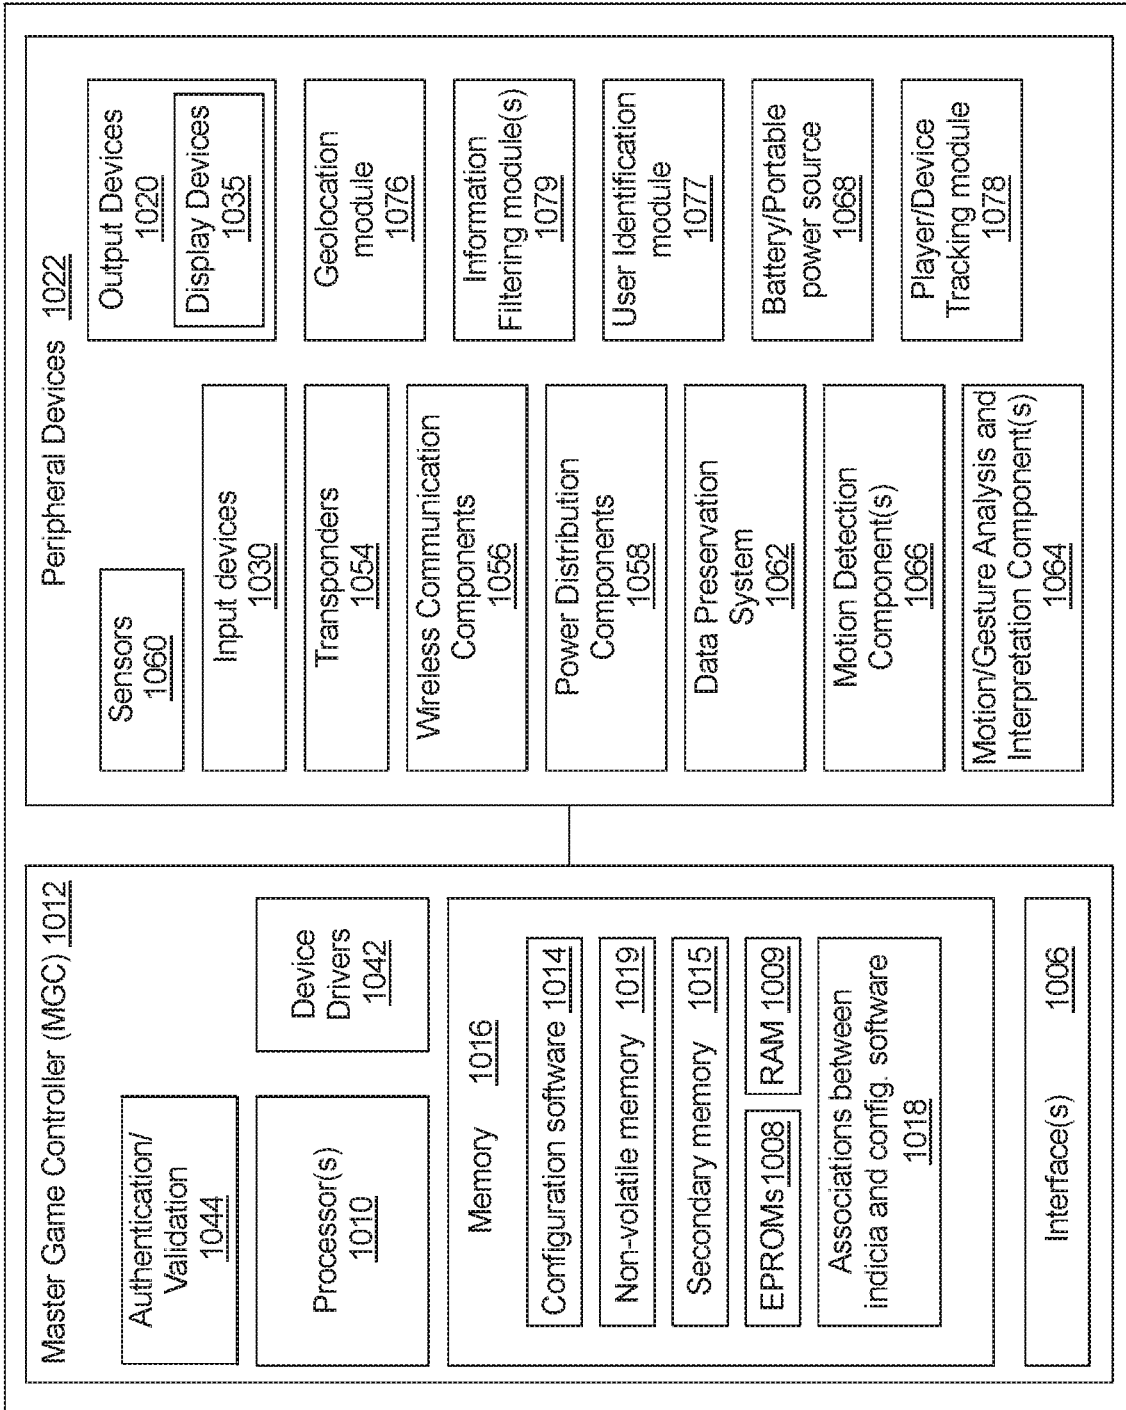 Master Game Controller (MGC) 1012
Authentication/
Validation
1044
Processor(s)
1010
Device
Drivers
1042
Memory 1016
Configuration software 1014
Non-volatile memory 1019
Secondary memory 1015
EPROMs1008
RAM 1009
Associations between
indicia and config. software
1018
Interface(s) 1006
Peripheral Devices 1022
Sensors
1060
Input devices
1030
Transponders
1054
Wireless Communication
Components
1056
Power Distribution
Components
1058
Data Preservation
System
1062
Motion Detection
Component(s)
1066
Motion/Gesture Analysis and
Interpretation Component(s)
1064
Output Devices
1020
Display Devices
1035
Geolocation
module
1076
Information
Filtering module(s)
1079
User Identification
module
1077
Battery/Portable
power source
1068
Player/Device
Tracking module
1078